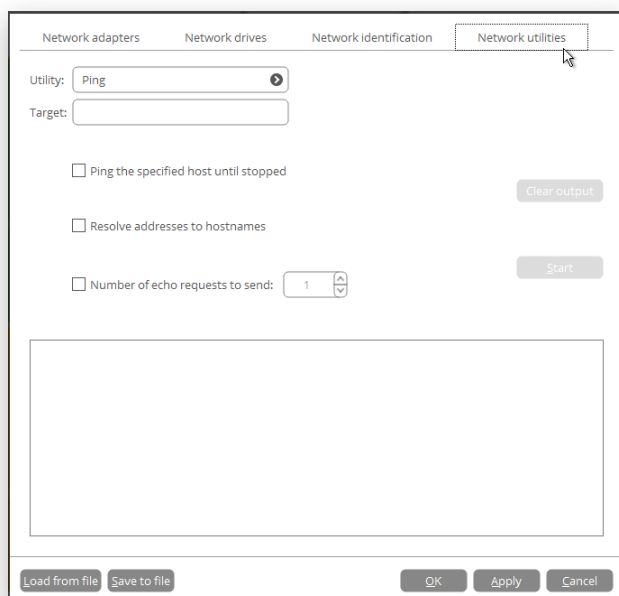 Network adapters Network drives Network identification Network utilities
Utility: Ping
Target:
Ping the specified host until stopped
Clear output
Resolve addresses to hostnames
Start
Number of echo requests to send: 1
Load from file Save to file OK Apply Cancel